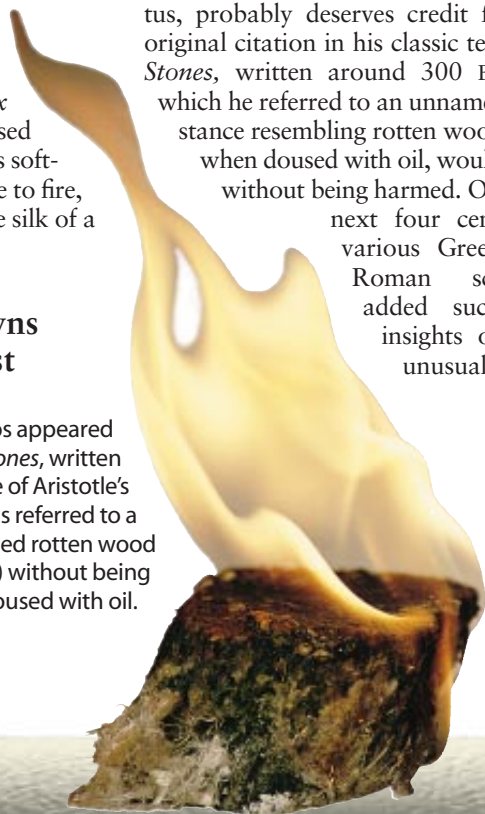 x
sed
s soft-
e to fire,
e silk of a
wns
st
os appeared
ones, written
e of Aristotle's
s referred to a
ed rotten wood
) without being
oused with oil.
tus, probably deserves credit f
original citation in his classic te
Stones, written around 300 B
which he referred to an unname
stance resembling rotten woo
when doused with oil, woul
without being harmed. O
next four cen
various Gree
Roman sc
added suc
insights o
unusual